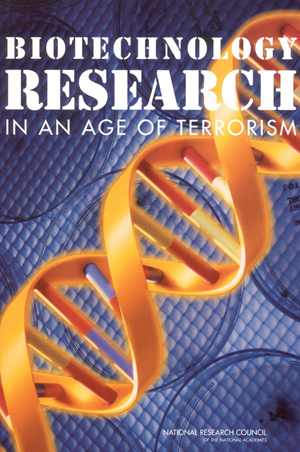 BIOTECHNOLOGY
RESEARCH
IN AN AGE OF TERRORISM
NATIONAL RESEARCH COUNCIL
OF THE NATIONAL ACADEMIES